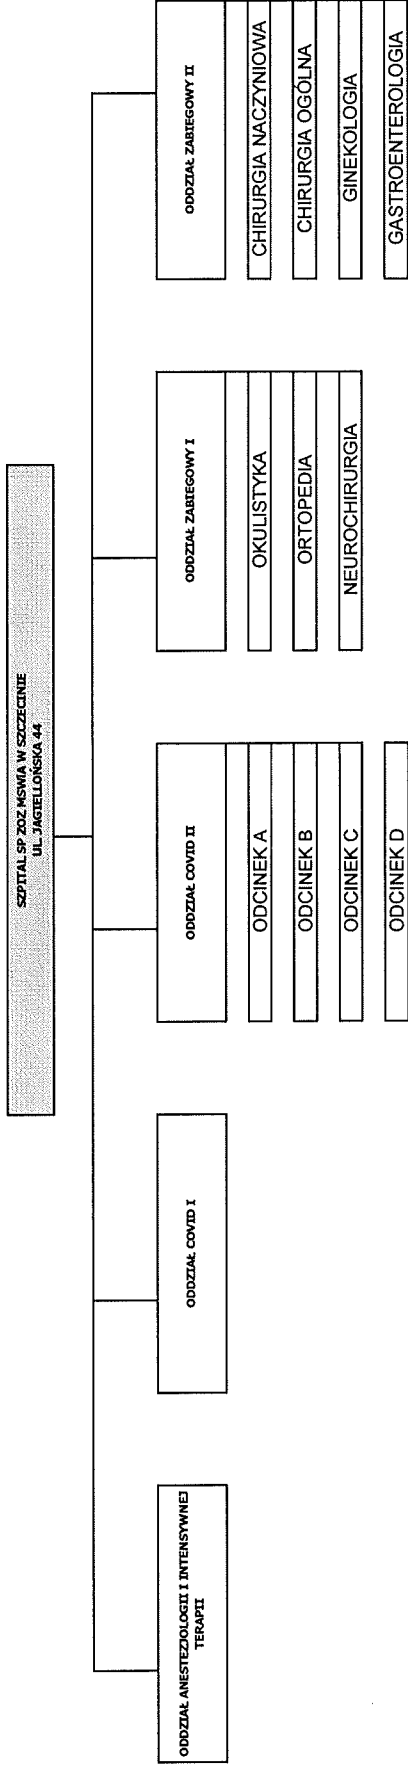 SZPITAL SP ZOZ MSWIA W SZCZECINIE
UL. JAGIELLOŃSKA 44
ODDZIAŁ ANESTEZJOLOGII I INTENSYWNEJ
TERAPII
ODDZIAŁ COVID I
ODDZIAŁ COVID II
ODCINEK A
ODCINEK B
ODCINEK C
ODCINEK D
ODDZIAŁ ZABIEGOWY I
OKULISTYKA
ORTOPEDIA
NEUROCHIRURGIA
ODDZIAŁ ZABIEGOWY II
CHIRURGIA NACZYNIOWA
CHIRURGIA OGÓLNA
GINEKOLOGIA
GASTROENTEROLOGIA